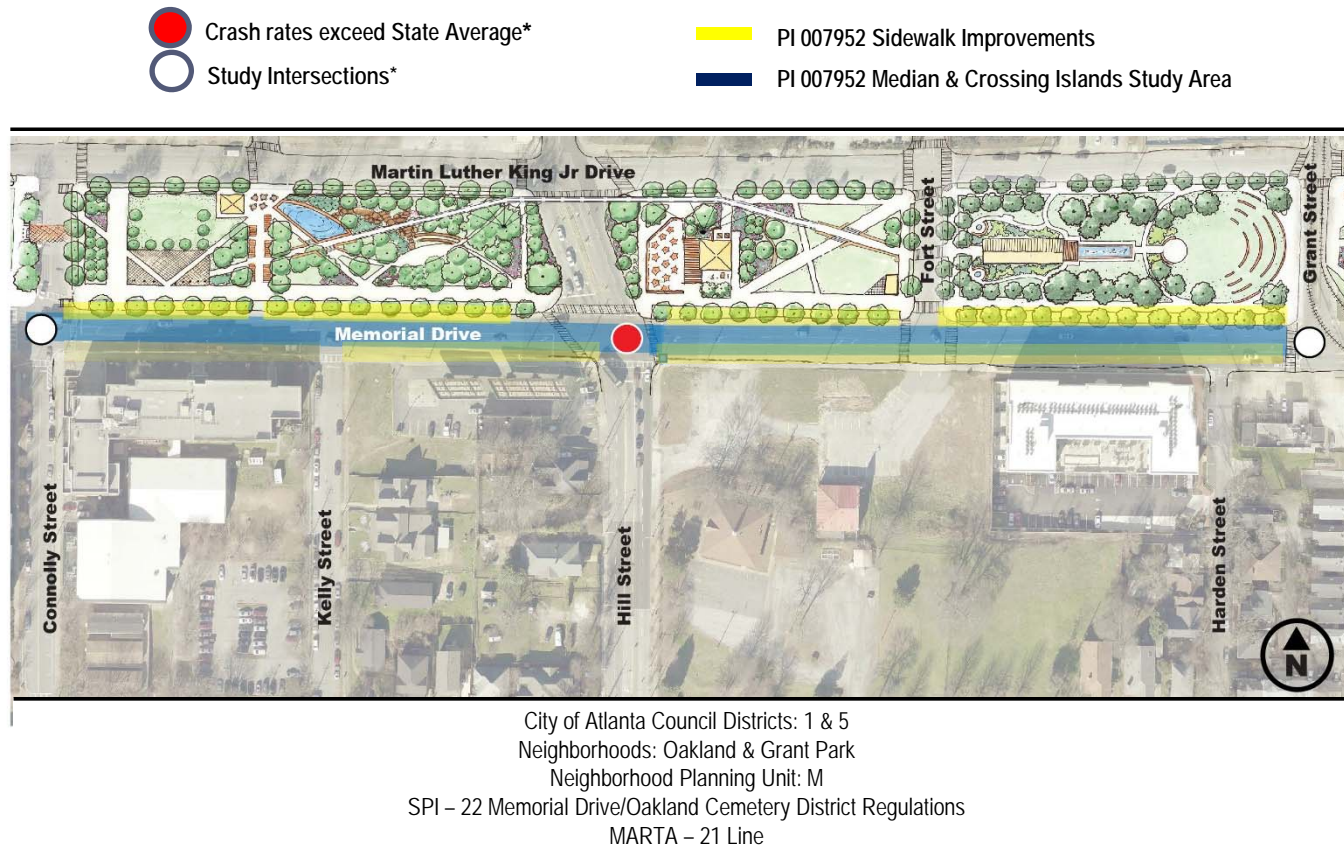 Crash rates exceed State Average*
PI 007952 Sidewalk Improvements
Study Intersections*
PI 007952 Median & Crossing Islands Study Area
Martin Luther King Jr Drive
Fort Street
Grant Street
Memorial Drive
Connolly Street
Kelly Street
Hill Street
Harden Street
N
City of Atlanta Council Districts: 1 & 5
Neighborhoods: Oakland & Grant Park
Neighborhood Planning Unit: M
SPI – 22 Memorial Drive/Oakland Cemetery District Regulations
MARTA – 21 Line